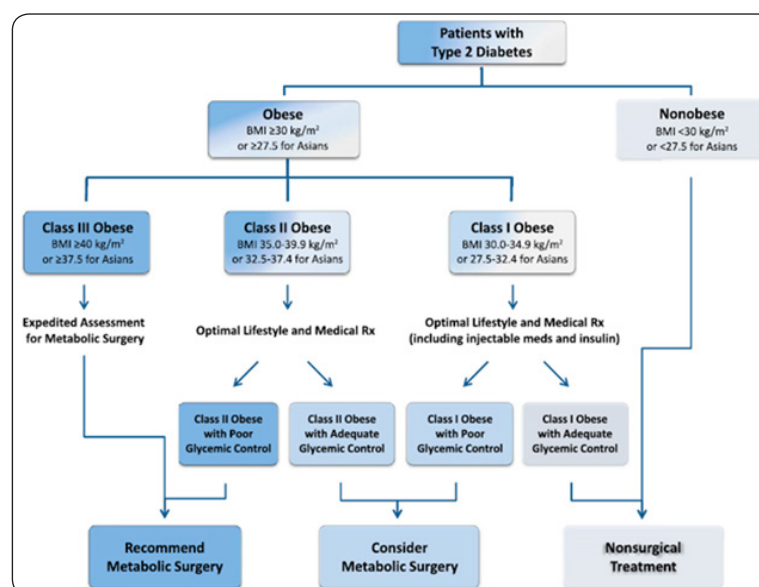 Patients with
Type 2 Diabetes
Obese
BMI ≥30 kg/m²
or ≥27.5 for Asians
Nonobese
BMI <30 kg/m²
or <27.5 for Asians
Class III Obese
BMI ≥40 kg/m²
or ≥37.5 for Asians
Class II Obese
BMI 35.0-39.9 kg/m²
or 32.5-37.4 for Asians
Class I Obese
BMI 30.0-34.9 kg/m²
or 27.5-32.4 for Asians
Expedited Assessment
for Metabolic Surgery
Optimal Lifestyle and Medical Rx
Optimal Lifestyle and Medical Rx
(including injectable meds and insulin)
Class II Obese
with Poor
Glycemic Control
Class II Obese
with Adequate
Glycemic Control
Class I Obese
with Poor
Glycemic Control
Class I Obese
with Adequate
Glycemic Control
Recommend
Metabolic Surgery
Consider
Metabolic Surgery
Nonsurgical
Treatment